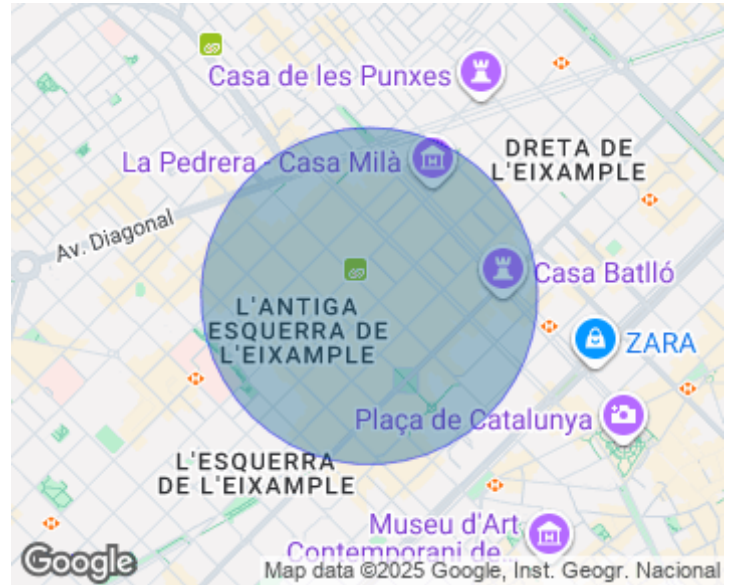 Casa de les Punxes
La Pedrera - Casa Milà
DRETA DE
L'EIXAMPLE
Av. Diagonal
Casa Batlló
L'ANTIGA
ESQUERRA DE
L'EIXAMPLE
ZARA
Plaça de Catalunya
L'ESQUERRA
DE L'EIXAMPLE
Museu d'Art
Contemporani de...
Google
Map data ©2025 Google, Inst. Geogr. Nacional